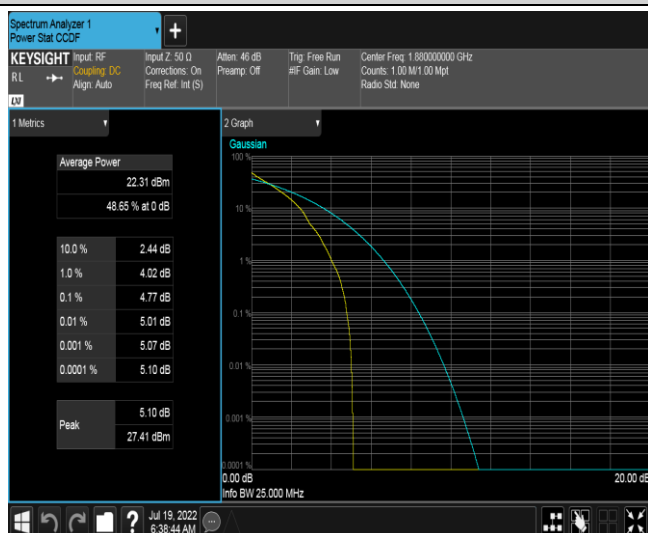 Spectrum Analyzer 1
Power Stat CCDF
KEYSIGHT
RL
LXI
Input: RF
Coupling: DC
Align: Auto
Input Z: 50 Ω
Corrections: On
Freq Ref: Int (S)
Atten: 46 dB
Preamp: Off
Trig: Free Run
#IF Gain: Low
Center Freq: 1.880000000 GHz
Counts: 1.00 M/1.00 Mpt
Radio Std: None
1 Metrics
Average Power
22.31 dBm
48.65 % at 0 dB
10.0 % 2.44 dB
1.0 % 4.02 dB
0.1 % 4.77 dB
0.01 % 5.01 dB
0.001 % 5.07 dB
0.0001 % 5.10 dB
Peak
5.10 dB
27.41 dBm
2 Graph
Gaussian
100 %
10 %
1 %
0.1 %
0.01 %
0.001 %
0.0001 %
0.00 dB 20.00 dB
Info BW 25.000 MHz
?
Jul 19, 2022
6:38:44 AM